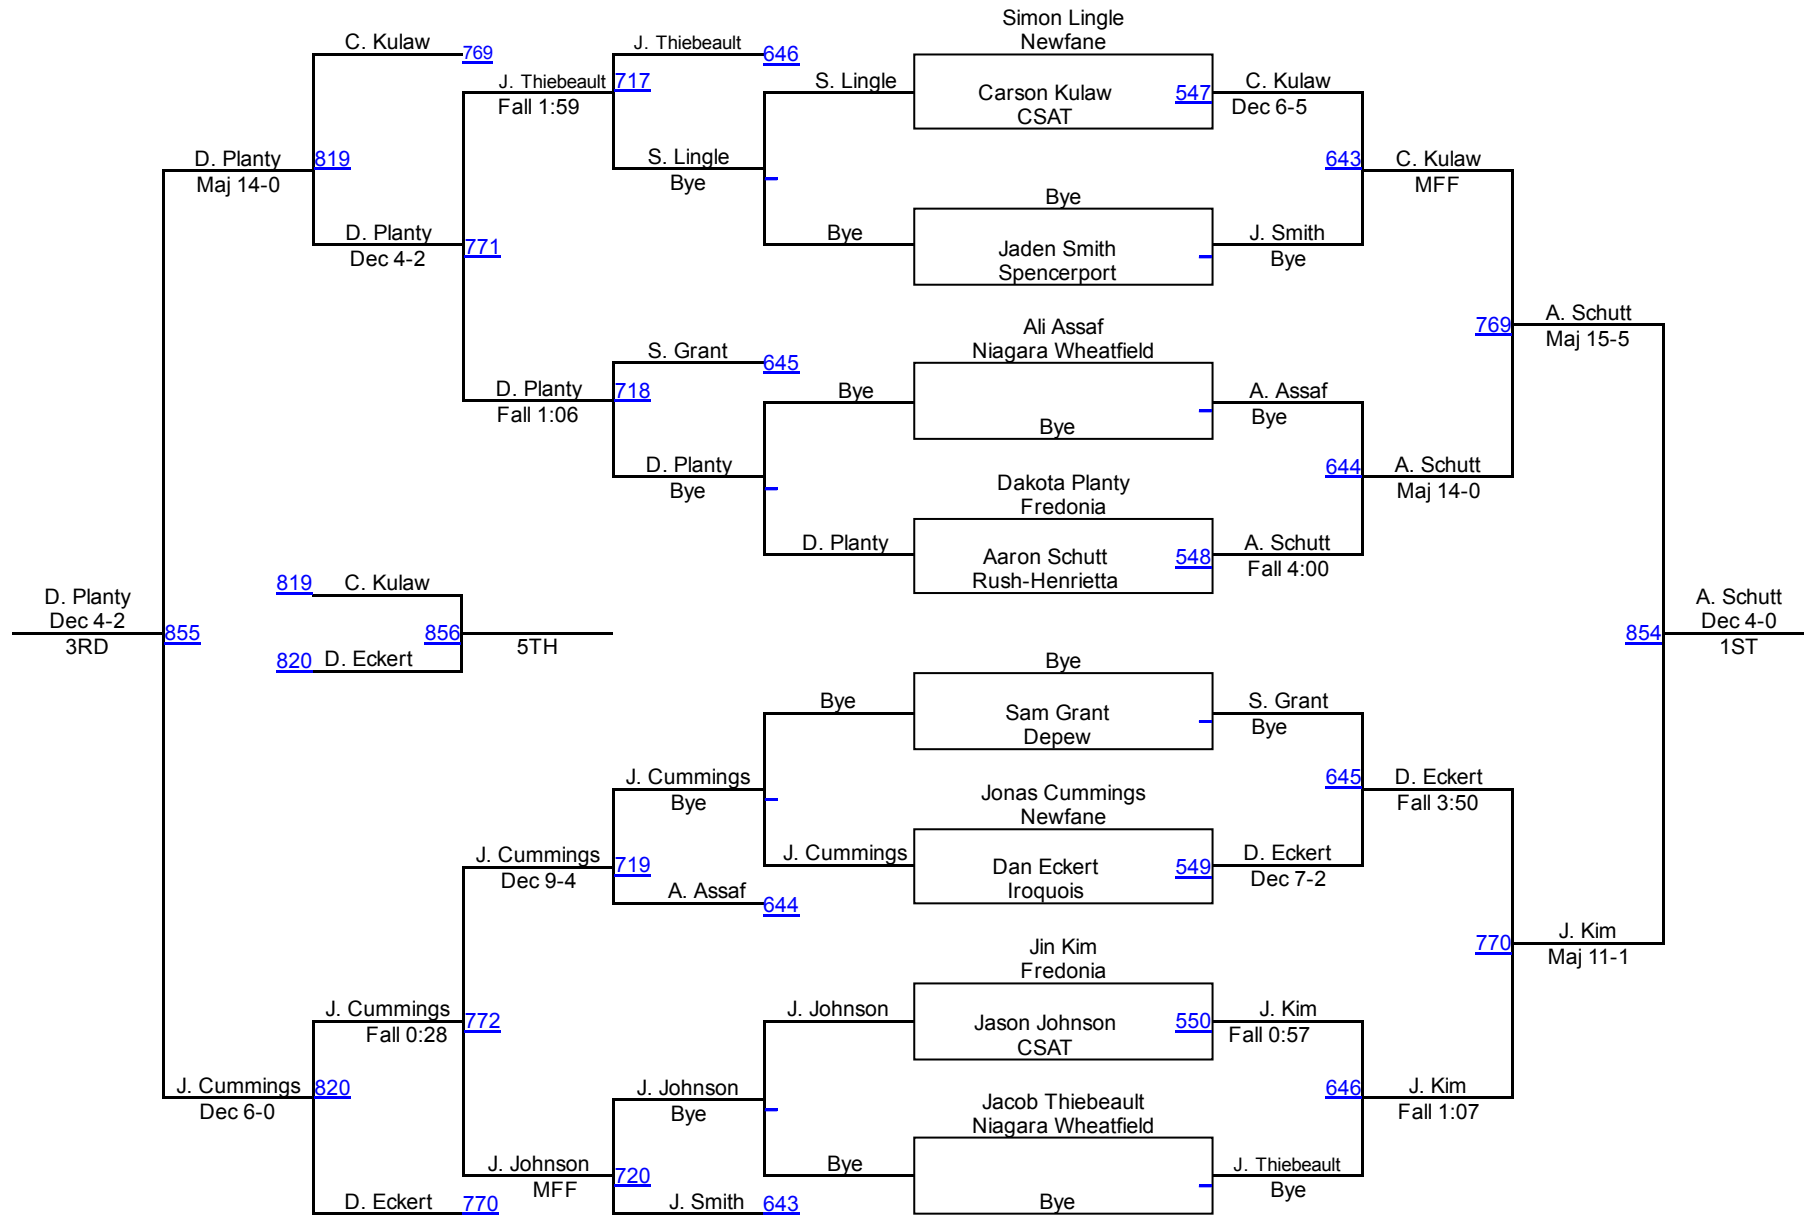 Simon Lingle
Newfane
C. Kulaw
769
J. Thiebeault
646
J. Thiebeault
717
Fall 1:59
S. Lingle
Carson Kulaw
CSAT
547
C. Kulaw
Dec 6-5
D. Planty
819
Maj 14-0
S. Lingle
Bye
643
C. Kulaw
MFF
Bye
D. Planty
771
Dec 4-2
Bye
Jaden Smith
Spencerport
J. Smith
Bye
Ali Assaf
Niagara Wheatfield
769
A. Schutt
Maj 15-5
S. Grant
645
D. Planty
718
Fall 1:06
Bye
Bye
A. Assaf
Bye
D. Planty
Bye
644
A. Schutt
Maj 14-0
Dakota Planty
Fredonia
D. Planty
Aaron Schutt
Rush-Henrietta
548
A. Schutt
Fall 4:00
819
C. Kulaw
D. Planty
Dec 4-2
3RD
855
856
5TH
820
D. Eckert
854
A. Schutt
Dec 4-0
1ST
Bye
Bye
Sam Grant
Depew
S. Grant
Bye
J. Cummings
Bye
645
D. Eckert
Fall 3:50
Jonas Cummings
Newfane
J. Cummings
719
Dec 9-4
J. Cummings
Dan Eckert
Iroquois
549
D. Eckert
Dec 7-2
A. Assaf
644
770
J. Kim
Maj 11-1
Jin Kim
Fredonia
J. Cummings
772
Fall 0:28
J. Johnson
Jason Johnson
CSAT
550
J. Kim
Fall 0:57
J. Cummings
820
Dec 6-0
J. Johnson
Bye
646
J. Kim
Fall 1:07
Jacob Thiebeault
Niagara Wheatfield
J. Johnson
720
MFF
Bye
Bye
J. Thiebeault
Bye
D. Eckert
770
J. Smith
643